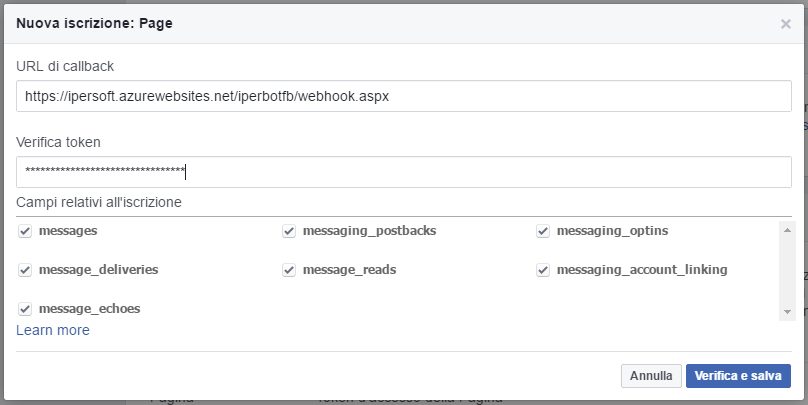 Nuova iscrizione: Page
URL di callback
https://ipersoft.azurewebsites.net/iperbotfb/webhook.aspx
Verifica token
********************************
Campi relativi all'iscrizione
messages messaging_postbacks messaging_optins
message_deliveries message_reads messaging_account_linking
message_echoes
Learn more
Annulla Verifica e salva